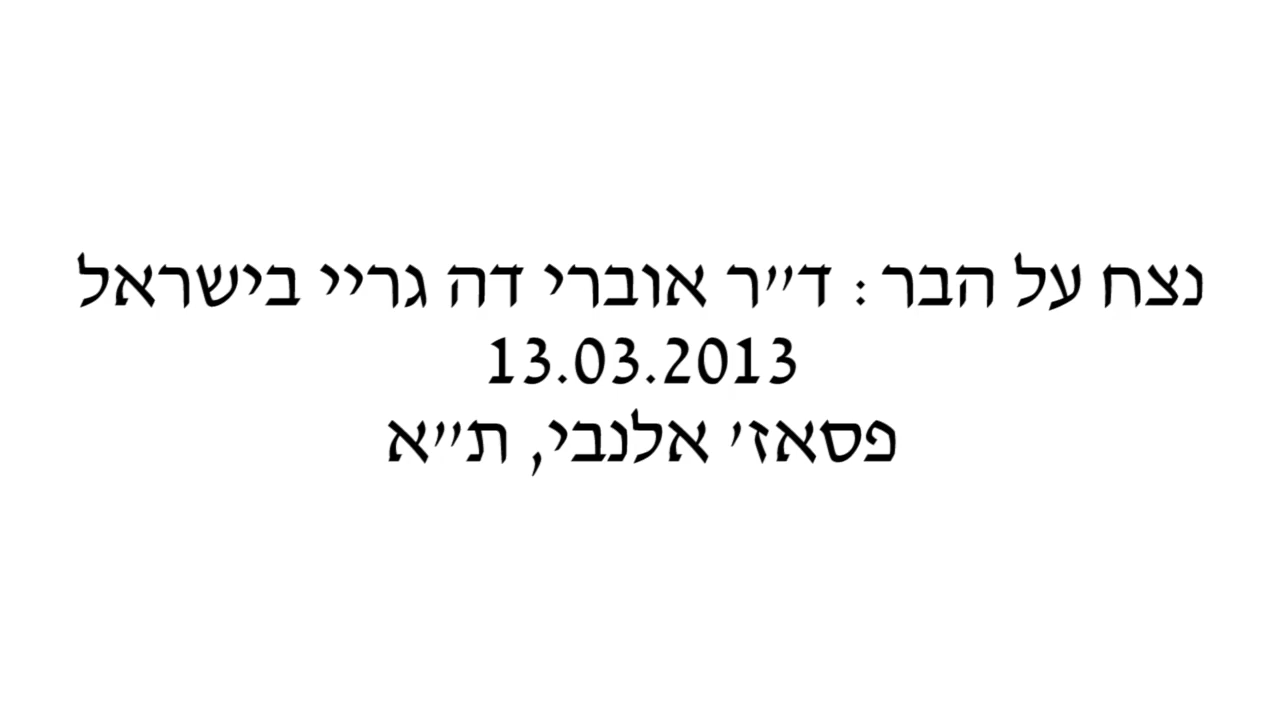 נצח על הבר : ד״ר אוברי דה גריי בישראל
13.03.2013
פסאז׳ אלנבי, ת״א